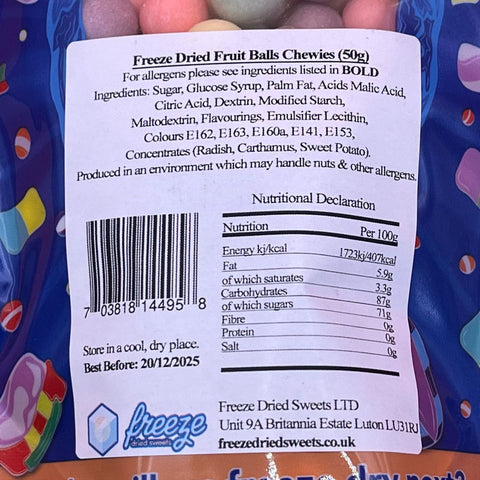 Freeze Dried Fruit Balls Chewies (50g)
For allergens please see ingredients listed in BOLD
Ingredients: Sugar, Glucose Syrup, Palm Fat, Acids Malic Acid,
Citric Acid, Dextrin, Modified Starch,
Maltodextrin, Flavourings, Emulsifier Lecithin,
Colours E162, E163, E160a, E141, E153,
Concentrates (Radish, Carthamus, Sweet Potato).
Produced in an environment which may handle nuts & other allergens.
Nutritional Declaration
Nutrition Per 100g
Energy kj/kcal 1723kj/407kcal
Fat 5.9g
of which saturates 3.3g
Carbohydrates 87g
of which sugars 71g
Fibre 0g
Protein 0g
Salt 0g
7 03818 14495 8
Store in a cool, dry place.
Best Before: 20/12/2025
freeze
dried sweets
Freeze Dried Sweets LTD
Unit 9A Britannia Estate Luton LU31RJ
freezedriedsweets.co.uk